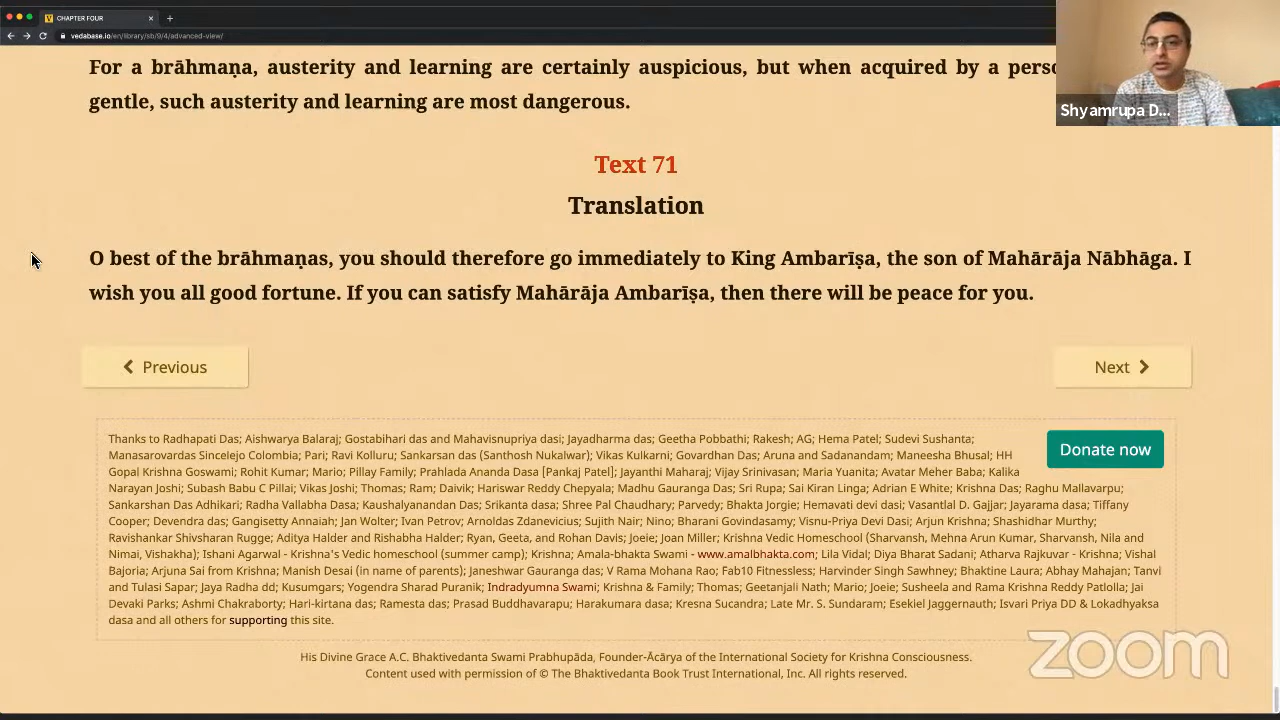 CHAPTER FOUR
vedabase.io/en/library/sb/9/4/advanced-view/
For a brāhmaṇa, austerity and learning are certainly auspicious, but when acquired by a
gentle, such austerity and learning are most dangerous.
Shyamrupa D...
Text 71
Translation
O best of the brāhmaṇas, you should therefore go immediately to King Ambarīṣa, the son of Mahārāja Nābhāga. I
wish you all good fortune. If you can satisfy Mahārāja Ambarīṣa, then there will be peace for you.
Previous
Next
Thanks to Radhapati Das; Aishwarya Balaraj; Gostabihari das and Mahavisnupriya dasi; Jayadharma das; Geetha Pobbathi; Rakesh; AG; Hema Patel; Sudevi Sushanta;
Manasarovas Sincelejo Colombia; Pari; Ravi Kolluru; Sevamrita dasi; Santhosh Nukalwar); Vikas Kulkarni; Govardhan Das; Aruna and Sadanandam; Maneesha Bhusal; HH
Gopal Krishna Goswami; Rohit Kumar; Mario; Pillay Family; Prahlada Ananda Dasa [Pankaj Patel]; Jayanthi Maharaj; Vijay Srinivasan; Maria Yuanita; Avatar Meher Baba; Kalika
Narayan Joshi; Subash Babu C Pillai; Vikas Joshi; Thomas; Ram; Daivik; Hariswar Reddy Chepyala; Madhu Gauranga Das; Sri Rupa; Sai Kiran Linga; Adrian E White; Krishna Das; Raghu Mallavarpu;
Sankarshan Das Adhikari; Radha Vallabha Dasa; Kaushalyanandan Das; Srikanta dasa; Shree Pal Chaudhary; Parvedy; Bhakta Jorgie; Hemavati devi dasi; Vasantlal D. Gajjar; Jayarama dasa; Tiffany
Cooper; Devendra das; Gangisetty Annaiah; Jan Wolter; Ivan Petrov; Arnoldas Zdanevicius; Sujith Nair; Nino; Bharani Govindasamy; Visnu-Priya Devi Dasi; Arjun Krishna; Shashidhar Murthy;
Ravishankar Shivsharan Rugge; Aditya Halder and Rishabha Halder; Ryan, Geeta, and Rohan Davis; Joeie; Joan Miller; Krishna Vedic Homeschool (Sharvansh, Mehna Arun Kumar, Sharvansh, Nila and
Nimai, Vishakha); Ishani Agarwal - Krishna's Vedic homeschool (summer camp); Krishna; Amala-bhakta Swami - www.amalbhakta.com; Lila Vidal; Diya Bharat Sadani; Atharva Rajkuvar - Krishna; Vishal
Bajoria; Arjuna Sai from Krishna; Manish Desai (in name of parents); Janeshwar Gauranga das; V Rama Mohana Rao; Fab10 Fitnessless; Harvinder Singh Sawhney; Bhaktine Laura; Abhay Mahajan; Tanvi
and Tulasi Sapar; Jaya Radha dd; Kusumgars; Yogendra Sharad Puranik; Indradyumna Swami; Krishna & Family; Thomas; Geetanjali Nath; Mario; Joeie; Susheela and Rama Krishna Reddy Patlolla; Jai
Devaki Parks; Ashmi Chakraborty; Hari-kirtana das; Ramesta das; Prasad Buddhavarapu; Harakumara dasa; Kresna Sucandra; Late Mr. S. Sundaram; Esekiel Jaggernauth; Isvari Priya DD & Lokadhyaksa
dasa and all others for supporting this site.
Donate now
His Divine Grace A.C. Bhaktivedanta Swami Prabhupāda, Founder-Ācārya of the International Society for Krishna Consciousness.
Content used with permission of © The Bhaktivedanta Book Trust International, Inc. All rights reserved.
zoom